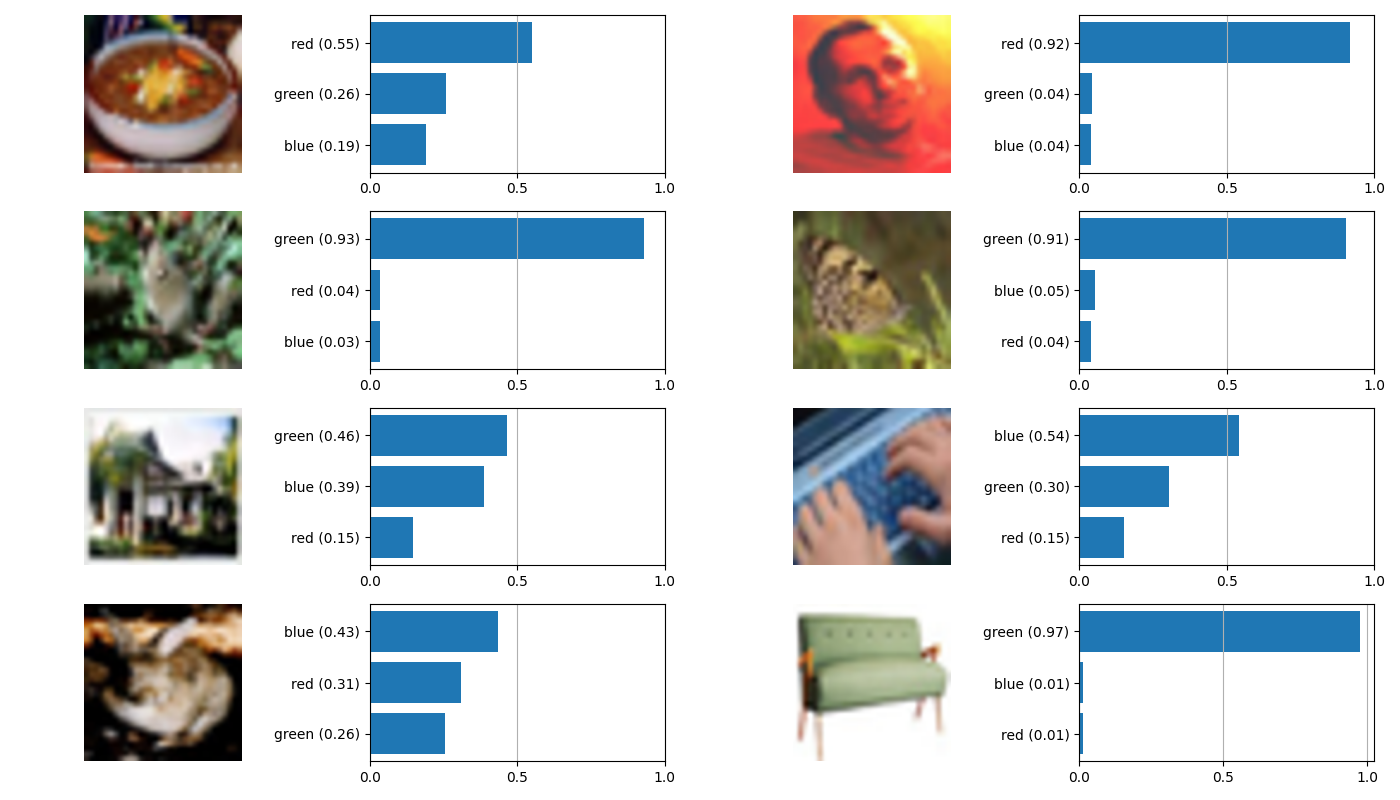 red (0.55)
green (0.26)
blue (0.19)
0.0 0.5 1.0
red (0.92)
green (0.04)
blue (0.04)
0.0 0.5 1.0
green (0.93)
red (0.04)
blue (0.03)
0.0 0.5 1.0
green (0.91)
blue (0.05)
red (0.04)
0.0 0.5 1.0
green (0.46)
blue (0.39)
red (0.15)
0.0 0.5 1.0
blue (0.54)
green (0.30)
red (0.15)
0.0 0.5 1.0
blue (0.43)
red (0.31)
green (0.26)
0.0 0.5 1.0
green (0.97)
blue (0.01)
red (0.01)
0.0 0.5 1.0